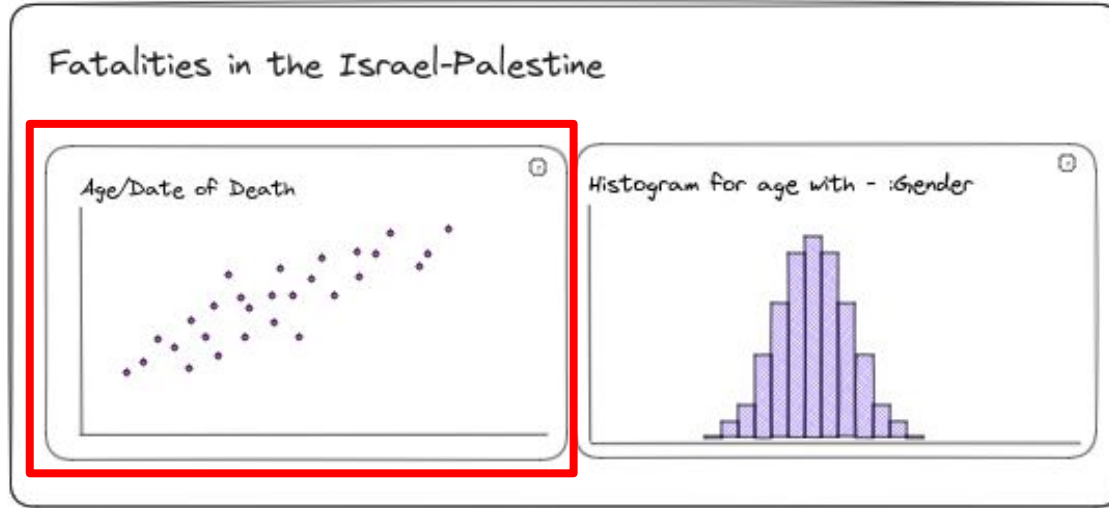 Fatalities in the Israel-Palestine
Age/Date of Death
Histogram for age with - :Gender